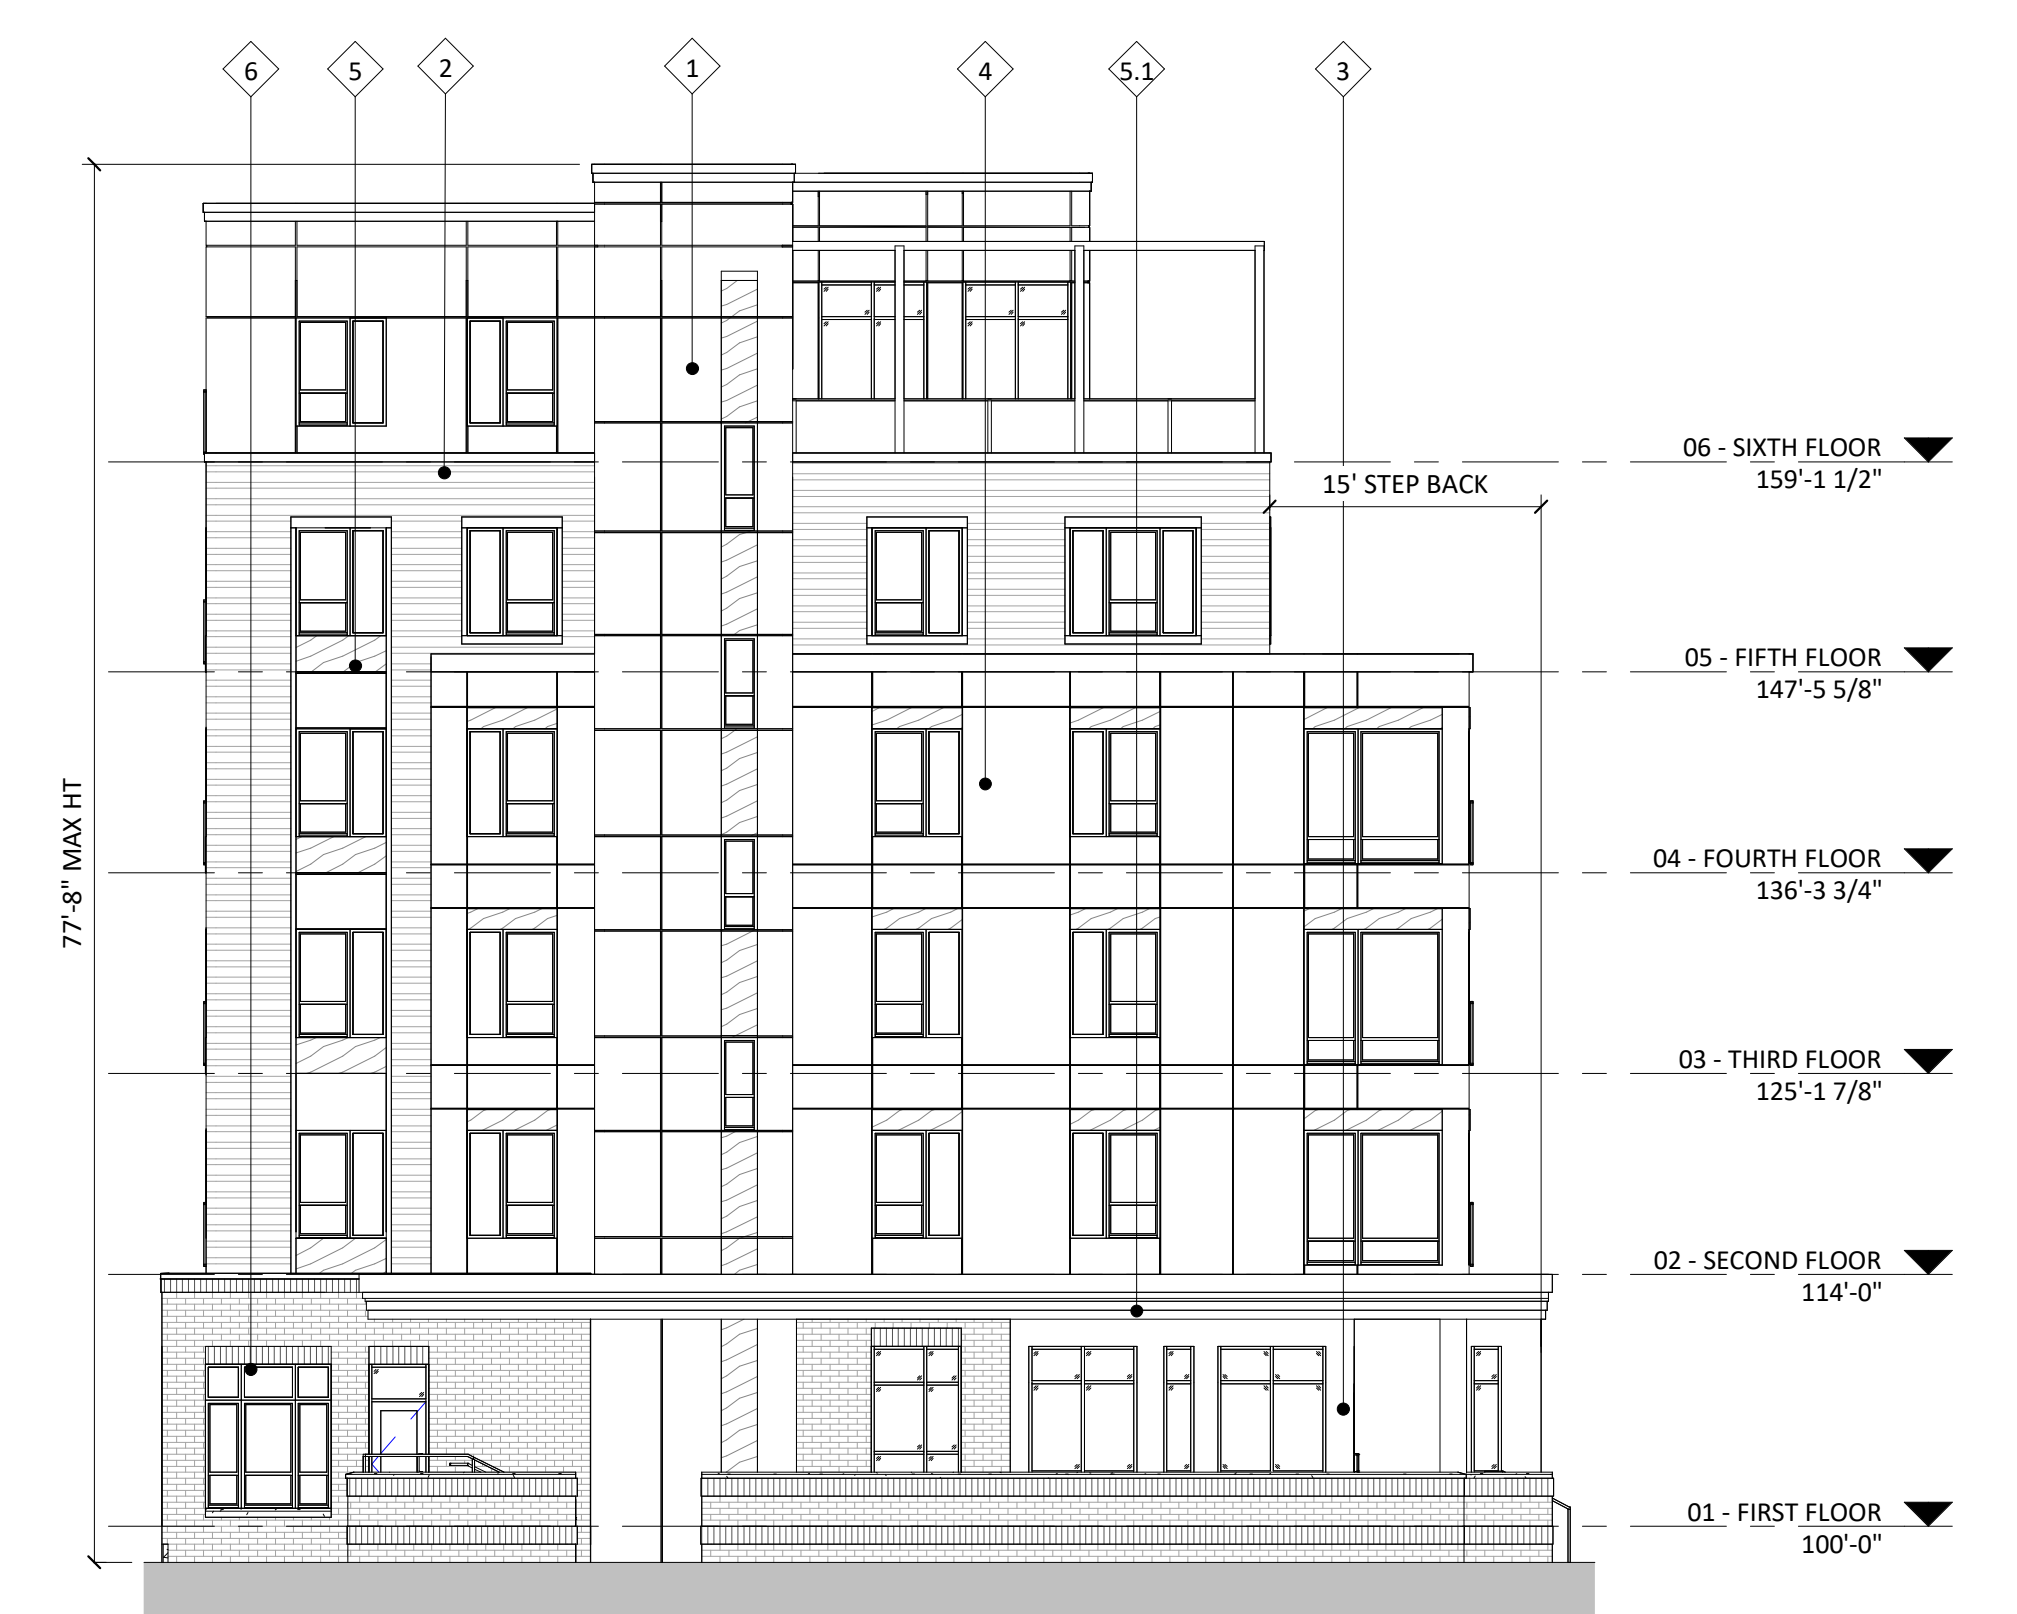 6
5
2
1
4
5.1
3
06 - SIXTH FLOOR
159'-1 1/2"
15' STEP BACK
05 - FIFTH FLOOR
147'-5 5/8"
77'-8" MAX HT
04 - FOURTH FLOOR
136'-3 3/4"
03 - THIRD FLOOR
125'-1 7/8"
02 - SECOND FLOOR
114'-0"
01 - FIRST FLOOR
100'-0"